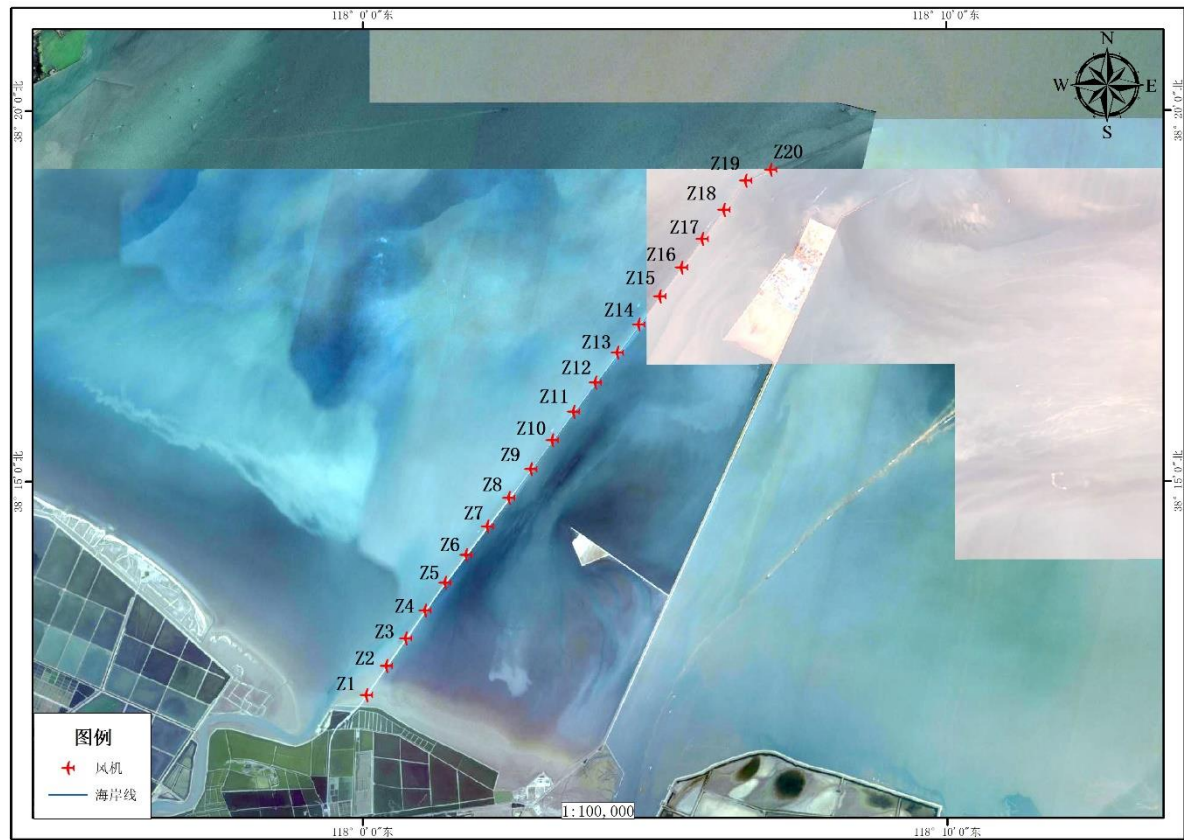 118° 0′0″东
118° 10′0″东
N
W
E
S
38° 20′0″北
38° 20′0″北
Z20
Z19
Z18
Z17
Z16
Z15
Z14
Z13
Z12
Z11
Z10
Z9
38° 15′0″北
38° 15′0″北
Z8
Z7
Z6
Z5
Z4
Z3
Z2
Z1
图例
风机
海岸线
1:100,000
118° 0′0″东
118° 10′0″东